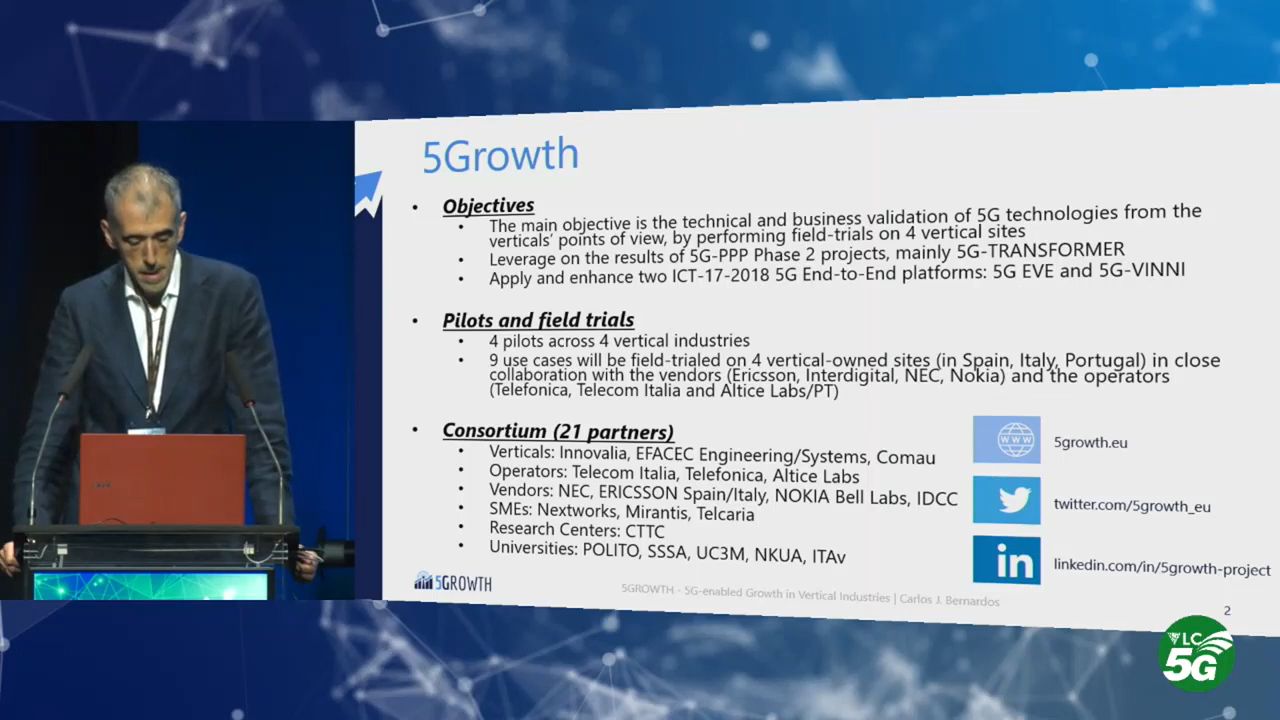 5Growth
• Objectives
• The main objective is the technical and business validation of 5G technologies from the
verticals' points of view, by performing field-trials on 4 vertical sites
• Leverage on the results of 5G-PPP Phase 2 projects, mainly 5G-TRANSFORMER
• Apply and enhance two ICT-17-2018 5G End-to-End platforms: 5G EVE and 5G-VINNI
• Pilots and field trials
• 4 pilots across 4 vertical industries
• 9 use cases will be field-trialed on 4 vertical-owned sites (in Spain, Italy, Portugal) in close
collaboration with the vendors (Ericsson, Interdigital, NEC, Nokia) and the operators
(Telefonica, Telecom Italia and Altice Labs/PT)
• Consortium (21 partners)
• Verticals: Innovalia, EFACEC Engineering/Systems, Comau
• Operators: Telecom Italia, Telefonica, Altice Labs
• Vendors: NEC, ERICSSON Spain/Italy, NOKIA Bell Labs, IDCC
• SMEs: Nextworks, Mirantis, Telcaria
• Research Centers: CTTC
• Universities: POLITO, SSSA, UC3M, NKUA, ITAv
WWW
5growth.eu
twitter.com/5growth_eu
in
linkedin.com/in/5growth-project
5GROWTH
5GROWTH - 5G-enabled Growth in Vertical Industries | Carlos J. Bernardos
2
VLC
5G